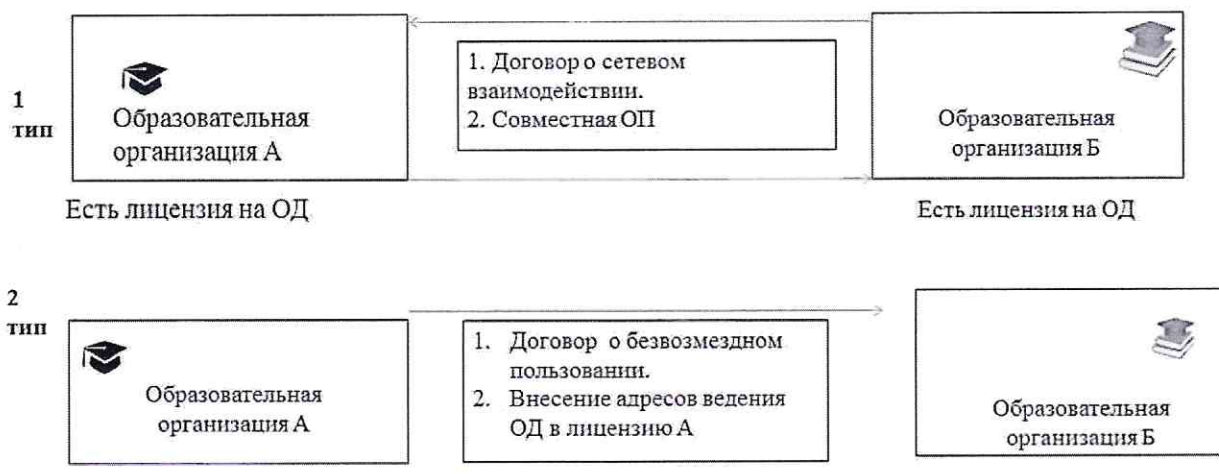 1
тип
Образовательная
организация А
1. Договор о сетевом
взаимодействии.
2. Совместная ОП
Образовательная
организация Б
Есть лицензия на ОД
Есть лицензия на ОД
2
тип
Образовательная
организация А
1. Договор о безвозмездном
пользовании.
2. Внесение адресов ведения
ОД в лицензию А
Образовательная
организация Б